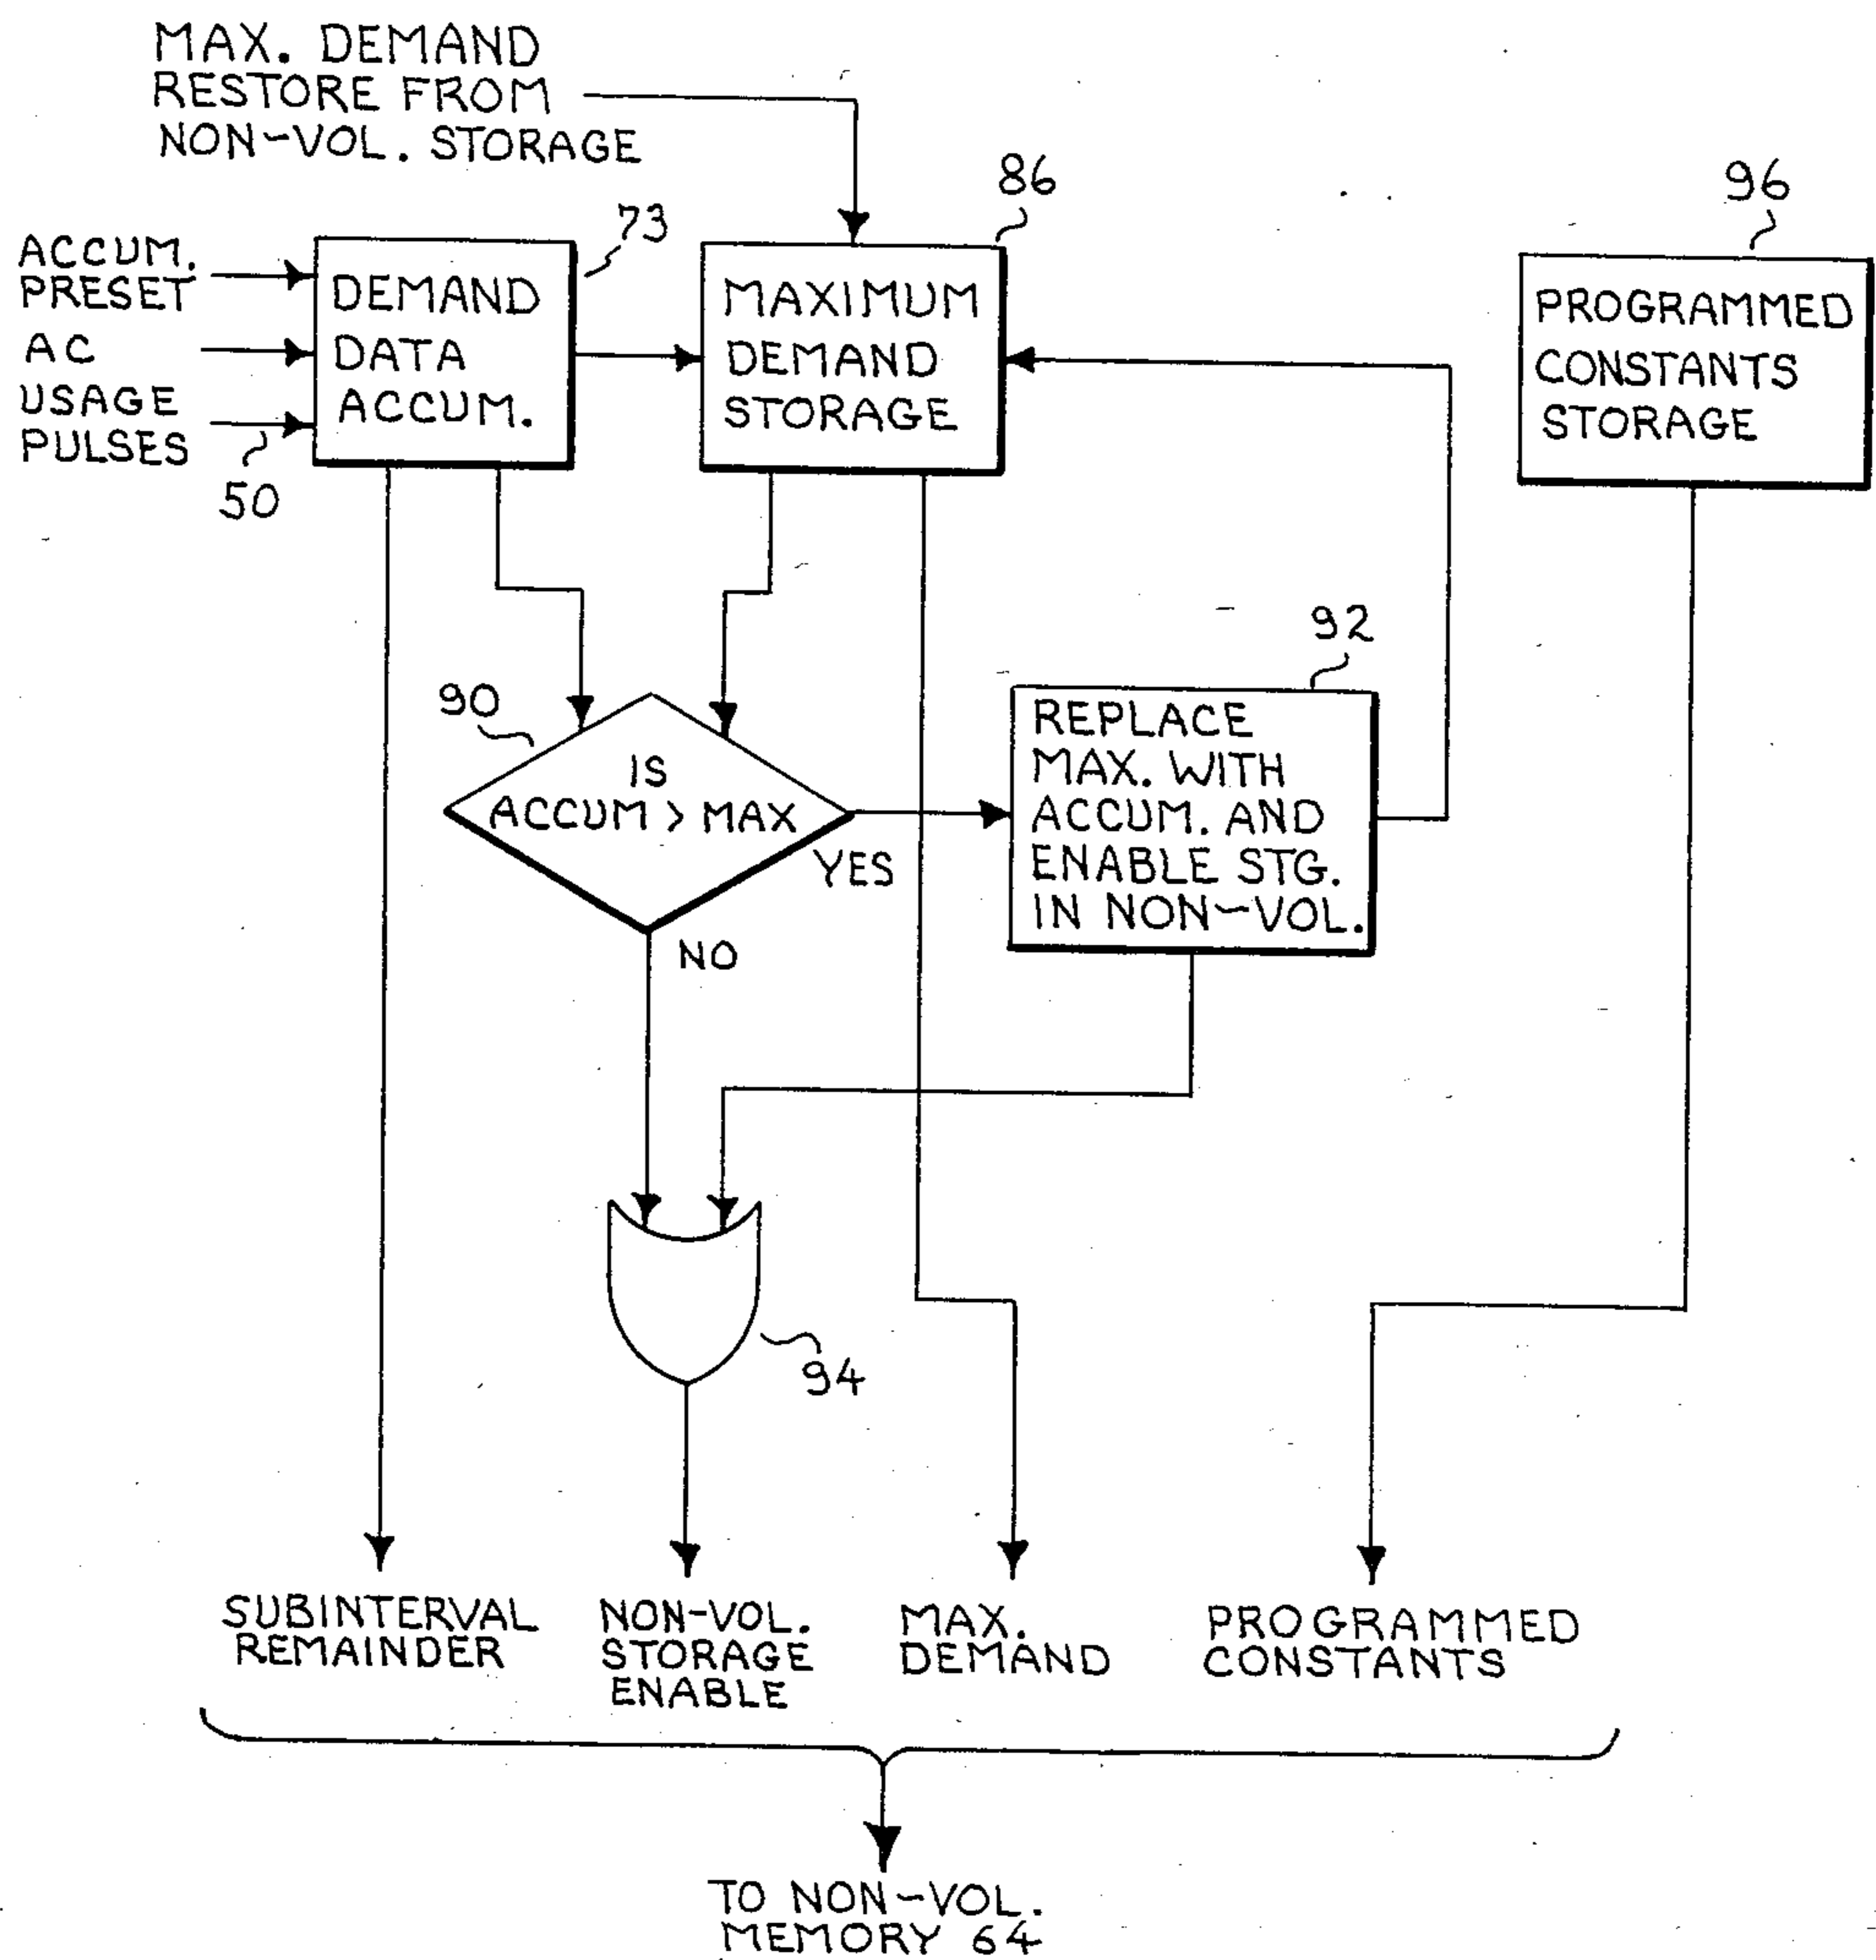 MAX. DEMAND
RESTORE FROM
NON-VOL. STORAGE
86
96
73
ACCUM.
PRESET
AC
USAGE
PULSES
50
DEMAND
DATA
ACCUM.
MAXIMUM
DEMAND
STORAGE
PROGRAMMED
CONSTANTS
STORAGE
92
90
IS
ACCUM > MAX
YES
NO
REPLACE
MAX. WITH
ACCUM. AND
ENABLE STG.
IN NON-VOL.
94
SUBINTERVAL
REMAINDER
NON-VOL.
STORAGE
ENABLE
MAX.
DEMAND
PROGRAMMED
CONSTANTS
TO NON-VOL.
MEMORY 64